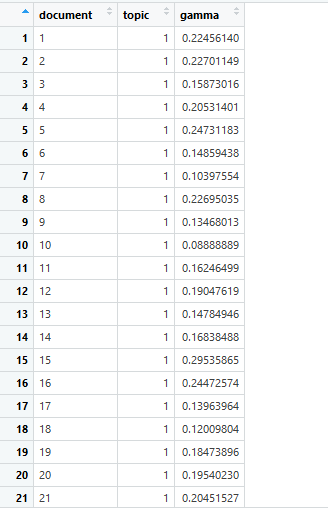 document topic gamma
1 1 1 0.22456140
2 2 1 0.22701149
3 3 1 0.15873016
4 4 1 0.20531401
5 5 1 0.24731183
6 6 1 0.14859438
7 7 1 0.10397554
8 8 1 0.22695035
9 9 1 0.13468013
10 10 1 0.08888889
11 11 1 0.16246499
12 12 1 0.19047619
13 13 1 0.14784946
14 14 1 0.16838488
15 15 1 0.29535865
16 16 1 0.24472574
17 17 1 0.13963964
18 18 1 0.12009804
19 19 1 0.18473896
20 20 1 0.19540230
21 21 1 0.20451527